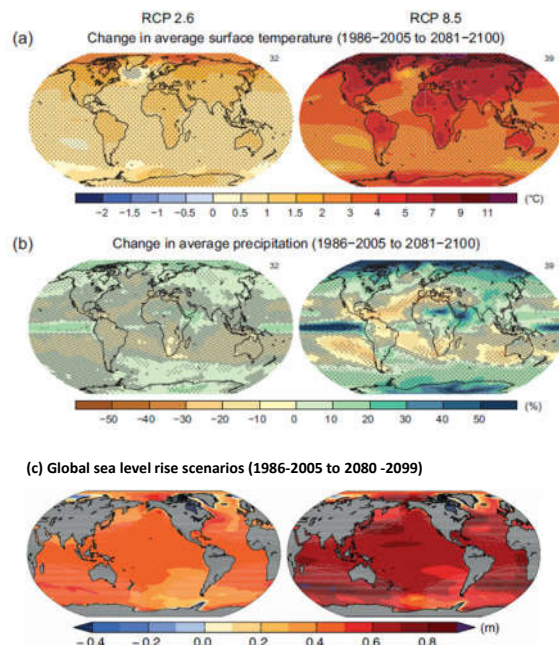 RCP 2.6 RCP 8.5
(a) Change in average surface temperature (1986−2005 to 2081−2100)
32 39
−2 −1.5 −1 −0.5 0 0.5 1 1.5 2 3 4 5 7 9 11 (°C)
(b) Change in average precipitation (1986−2005 to 2081−2100)
32 39
−50 −40 −30 −20 −10 0 10 20 30 40 50 (%)
(c) Global sea level rise scenarios (1986-2005 to 2080 -2099)
− 0.4 − 0.2 0.0 0.2 0.4 0.6 0.8 (m)